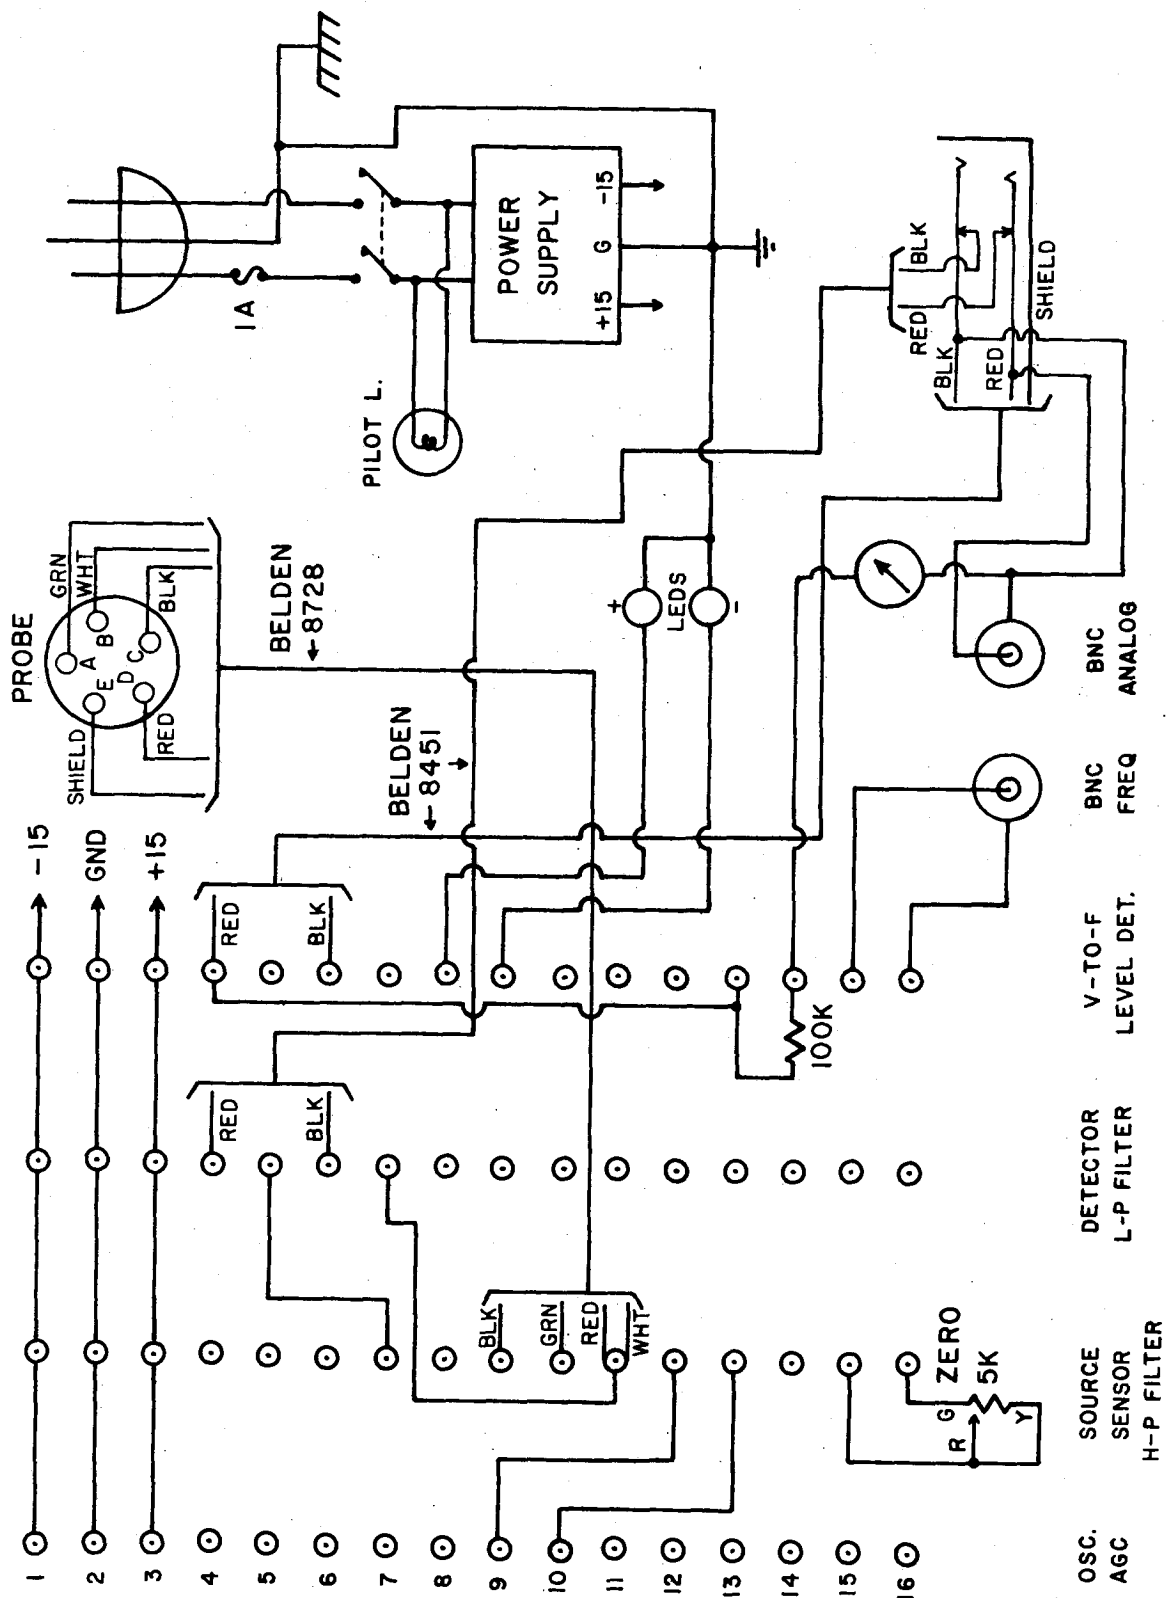 PROBE
GRN
WHT
BLK
A
B
C
D
E
SHIELD
RED
1A
PILOT L.
POWER
SUPPLY
-15
G
+15
BELDEN
8728
BELDEN
8451
LEDS
+
-
RED
BLK
BLK
RED
SHIELD
-15
GND
+15
RED
BLK
RED
BLK
100K
BLK
GRN
RED
WHT
ZERO
5K
G
R
Y
1
2
3
4
5
6
7
8
9
10
11
12
13
14
15
16
OSC.
AGC
SOURCE
SENSOR
H-P FILTER
DETECTOR
L-P FILTER
V-TO-F
LEVEL DET.
BNC
FREQ
BNC
ANALOG